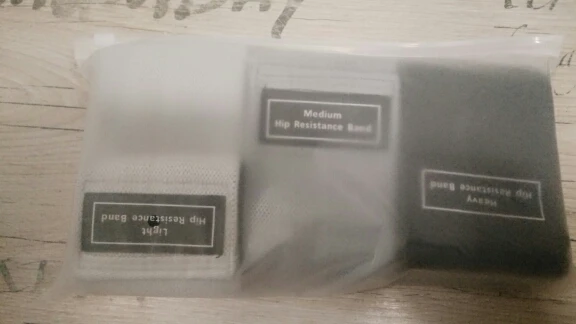 Light
Hip Resistance Band
Medium
Hip Resistance Band
Heavy
Hip Resistance Band